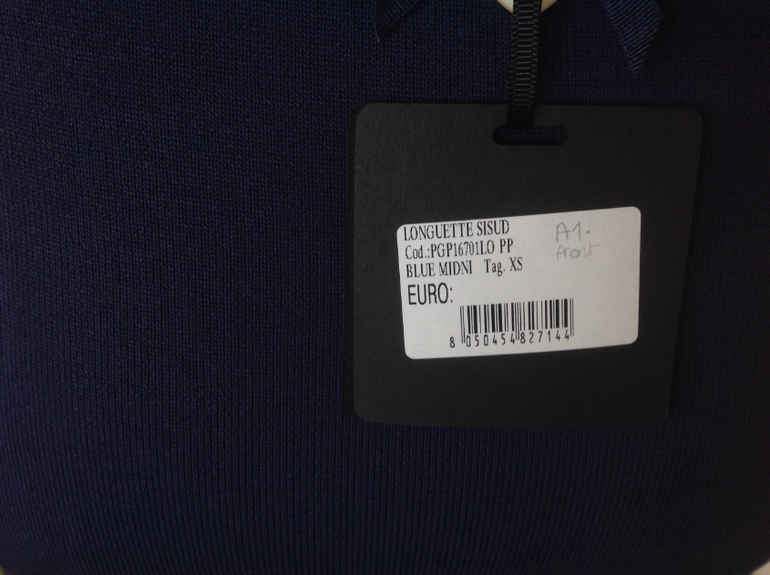 LONGUETTE SISUD
Cod.:PGP16701LO PP
BLUE MIDNI Tag. XS
EURO:
8 050454 827144
A1.
front